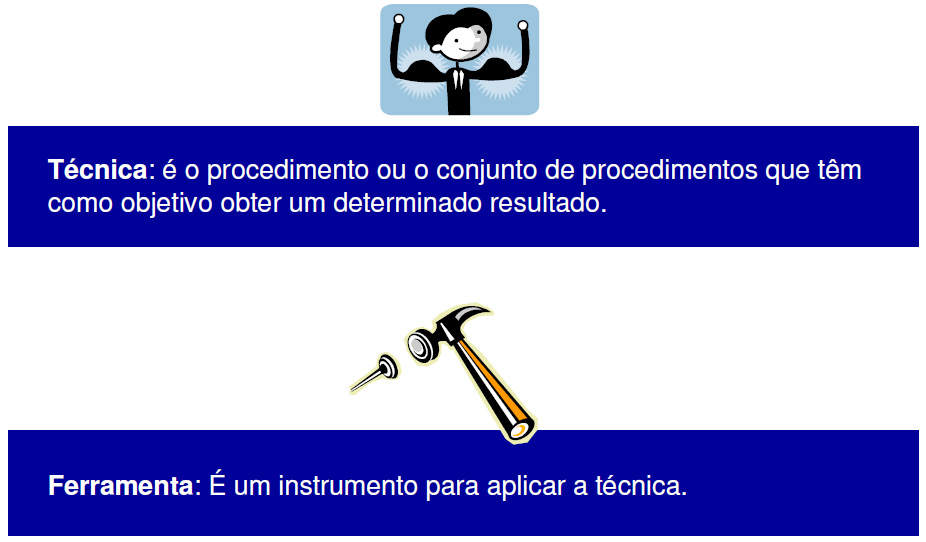 Técnica: é o procedimento ou o conjunto de procedimentos que têm
como objetivo obter um determinado resultado.
Ferramenta: É um instrumento para aplicar a técnica.